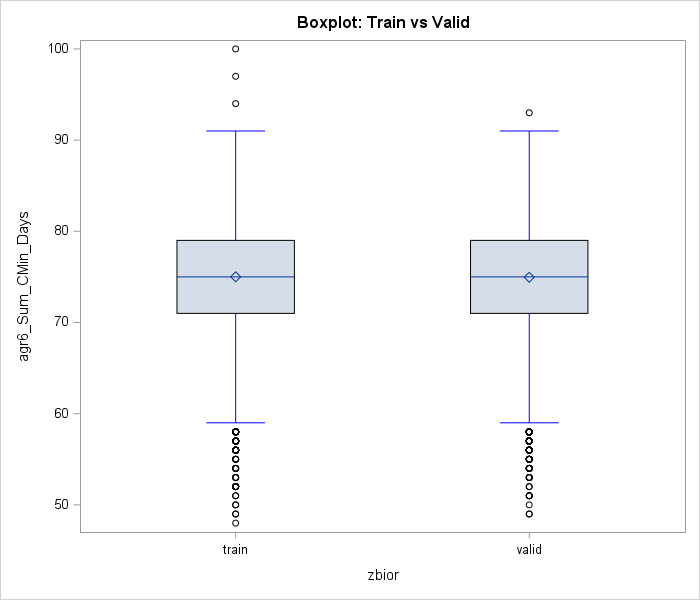 Boxplot: Train vs Valid
100
90
80
70
60
50
agr6_Sum_CMin_Days
train
valid
zbior